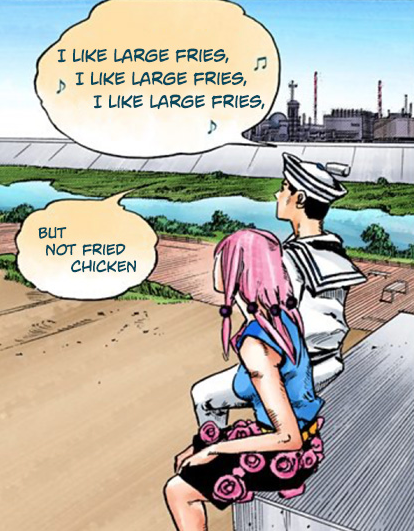 I LIKE LARGE FRIES,
I LIKE LARGE FRIES,
I LIKE LARGE FRIES,
BUT
NOT FRIED
CHICKEN